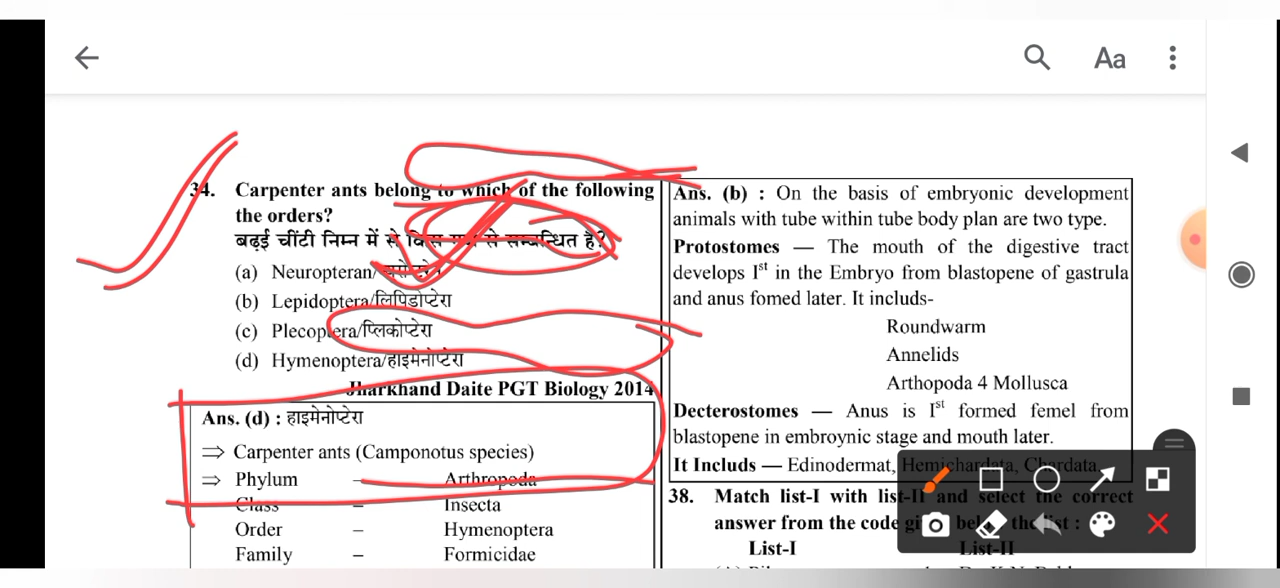 Aa
34. Carpenter ants belong to which of the following
the orders?
बढ़ई चींटी निम्न में से किस से सम्बन्धित है?
(a) Neuropteran/
(b) Lepidoptera/लिपिडोप्टेरा
(c) Plecoptera/प्लिकोप्टेरा
(d) Hymenoptera/हाइमेनोप्टेरा
Jharkhand Daite PGT Biology 2014
Ans. (d) : हाइमेनोप्टेरा
⇒ Carpenter ants (Camponotus species)
⇒ Phylum – Arthropoda
Class – Insecta
Order – Hymenoptera
Family – Formicidae
Ans. (b) : On the basis of embryonic development
animals with tube within tube body plan are two type.
Protostomes — The mouth of the digestive tract
develops Ist in the Embryo from blastopene of gastrula
and anus fomed later. It includs-
Roundwarm
Annelids
Arthopoda 4 Mollusca
Decterostomes — Anus is Ist formed femel from
blastopene in embroynic stage and mouth later.
It Includs — Edinodermat, Hemichardata, Chardata
38. Match list-I with list-II and select the correct
answer from the code given below the list :
List-I List-II